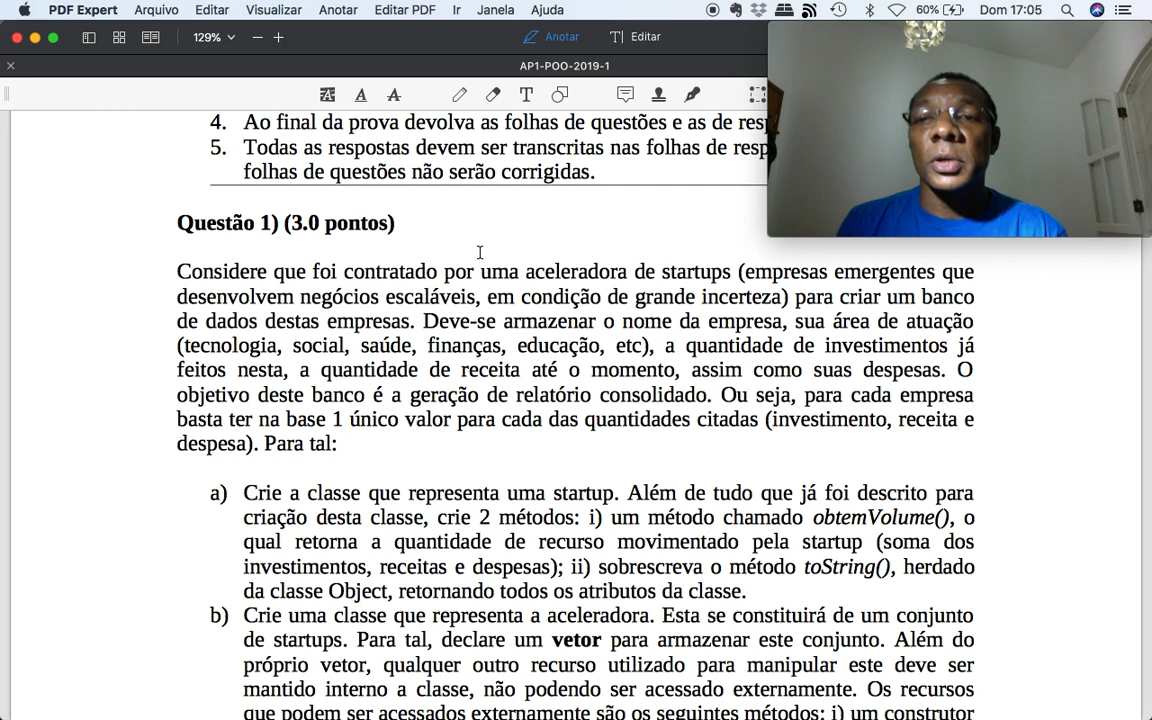 PDF Expert Arquivo Editar Visualizar Anotar Editar PDF Ir Janela Ajuda 60% Dom 17:05
129% Anotar Editar
AP1-POO-2019-1
4. Ao final da prova devolva as folhas de questões e as de
5. Todas as respostas devem ser transcritas nas folhas de
folhas de questões não serão corrigidas.
Questão 1) (3.0 pontos)
Considere que foi contratado por uma aceleradora de startups (empresas emergentes que
desenvolvem negócios escaláveis, em condição de grande incerteza) para criar um banco
de dados destas empresas. Deve-se armazenar o nome da empresa, sua área de atuação
(tecnologia, social, saúde, finanças, educação, etc), a quantidade de investimentos já
feitos nesta, a quantidade de receita até o momento, assim como suas despesas. O
objetivo deste banco é a geração de relatório consolidado. Ou seja, para cada empresa
basta ter na base 1 único valor para cada das quantidades citadas (investimento, receita e
despesa). Para tal:
a) Crie a classe que representa uma startup. Além de tudo que já foi descrito para
criação desta classe, crie 2 métodos: i) um método chamado obtemVolume(), o
qual retorna a quantidade de recurso movimentado pela startup (soma dos
investimentos, receitas e despesas); ii) sobrescreva o método toString(), herdado
da classe Object, retornando todos os atributos da classe.
b) Crie uma classe que representa a aceleradora. Esta se constituirá de um conjunto
de startups. Para tal, declare um vetor para armazenar este conjunto. Além do
próprio vetor, qualquer outro recurso utilizado para manipular este deve ser
mantido interno a classe, não podendo ser acessado externamente. Os recursos
que podem ser acessados externamente são os seguintes métodos: i) um construtor